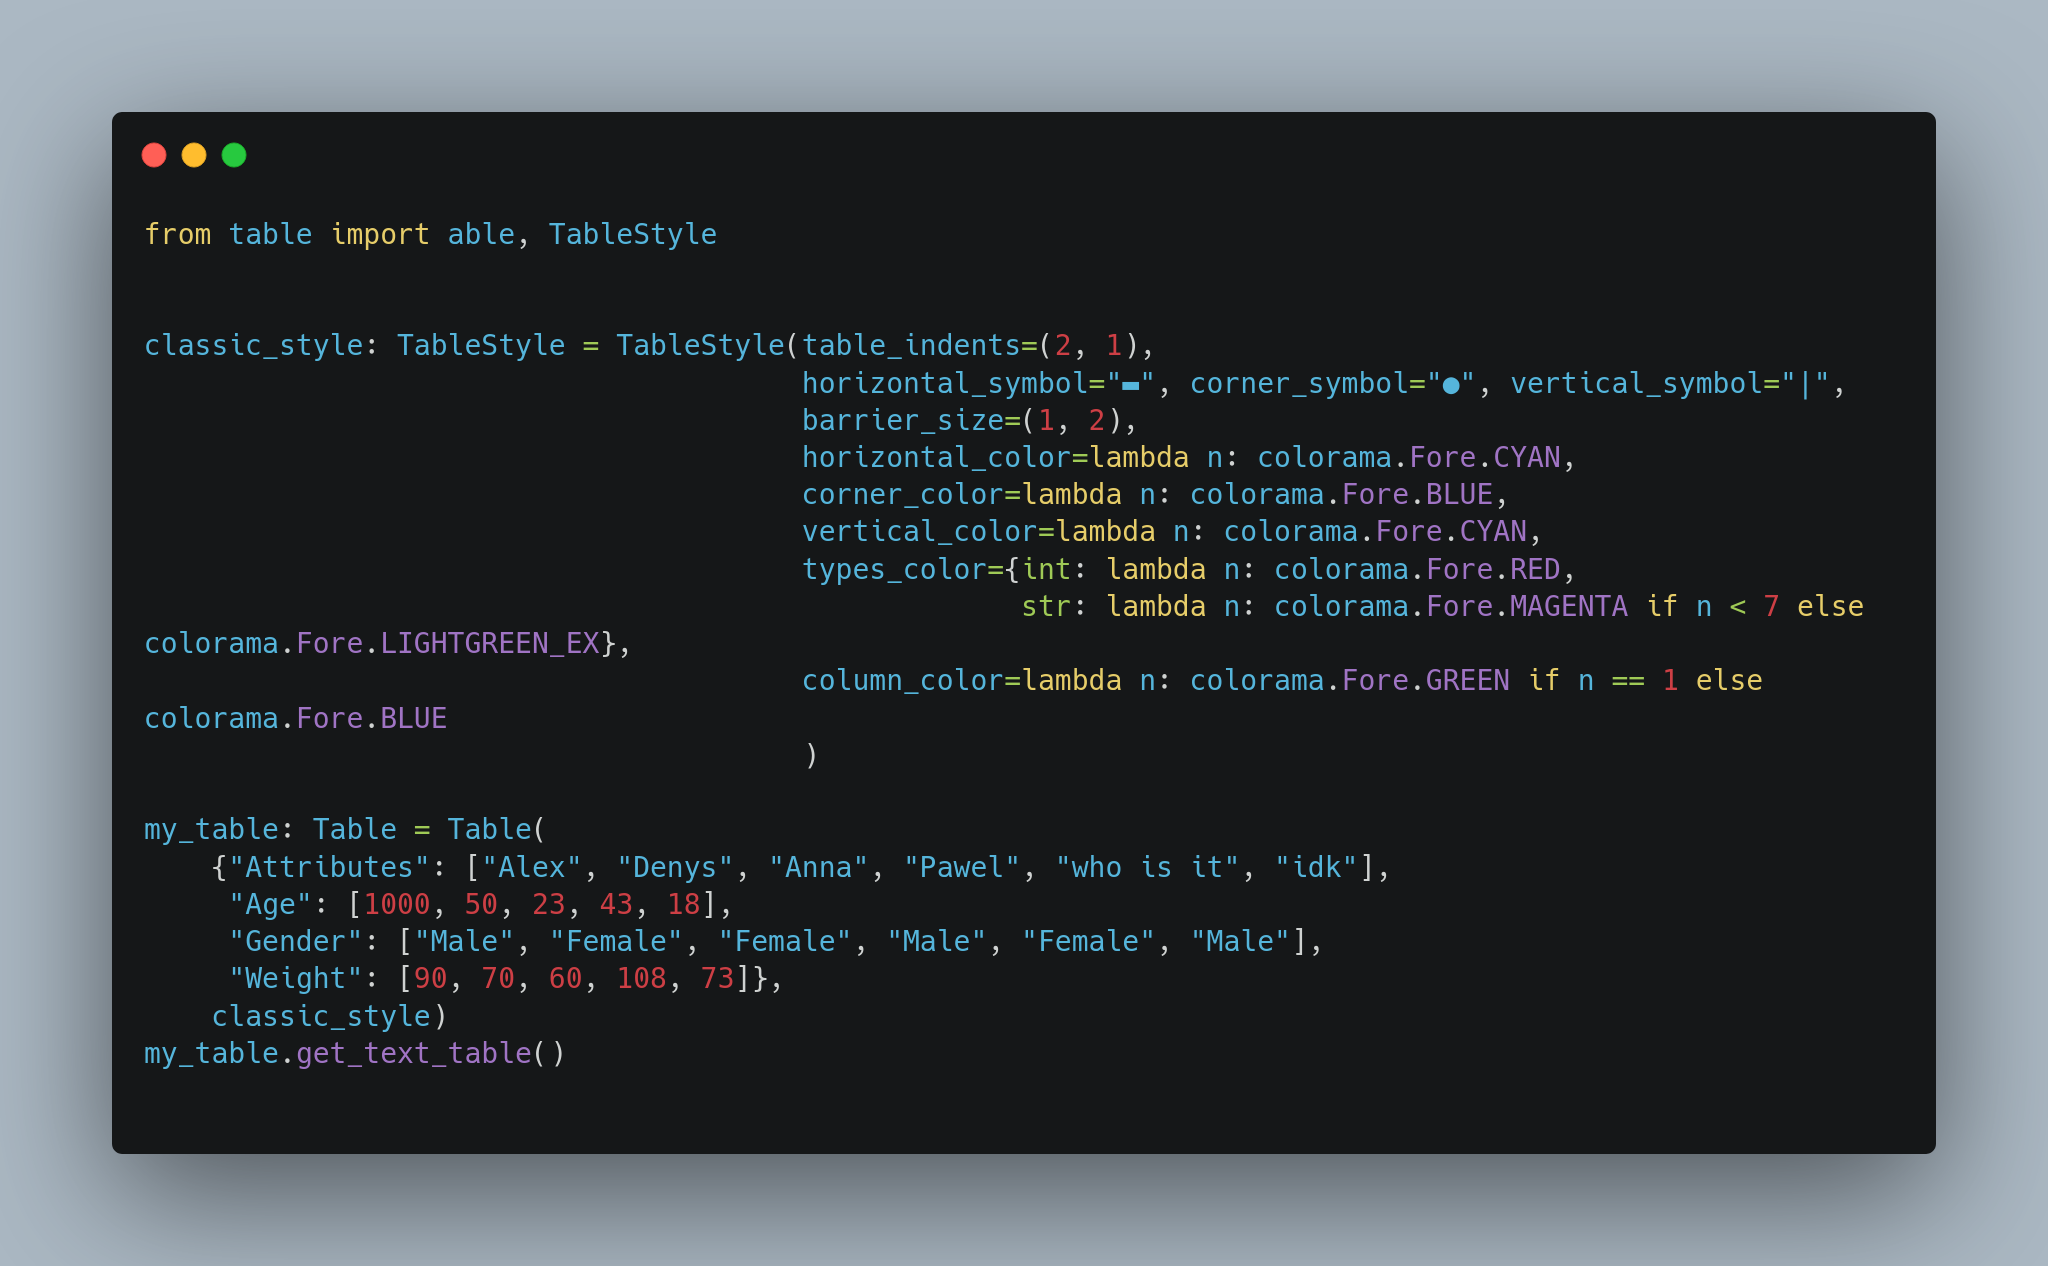 from table import able, TableStyle
classic_style: TableStyle = TableStyle(table_indents=(2, 1),
horizontal_symbol="▬", corner_symbol="●", vertical_symbol="|",
barrier_size=(1, 2),
horizontal_color=lambda n: colorama.Fore.CYAN,
corner_color=lambda n: colorama.Fore.BLUE,
vertical_color=lambda n: colorama.Fore.CYAN,
types_color={int: lambda n: colorama.Fore.RED,
str: lambda n: colorama.Fore.MAGENTA if n < 7 else
colorama.Fore.LIGHTGREEN_EX},
column_color=lambda n: colorama.Fore.GREEN if n == 1 else
colorama.Fore.BLUE
)
my_table: Table = Table(
{"Attributes": ["Alex", "Denys", "Anna", "Pawel", "who is it", "idk"],
"Age": [1000, 50, 23, 43, 18],
"Gender": ["Male", "Female", "Female", "Male", "Female", "Male"],
"Weight": [90, 70, 60, 108, 73]},
classic_style)
my_table.get_text_table()